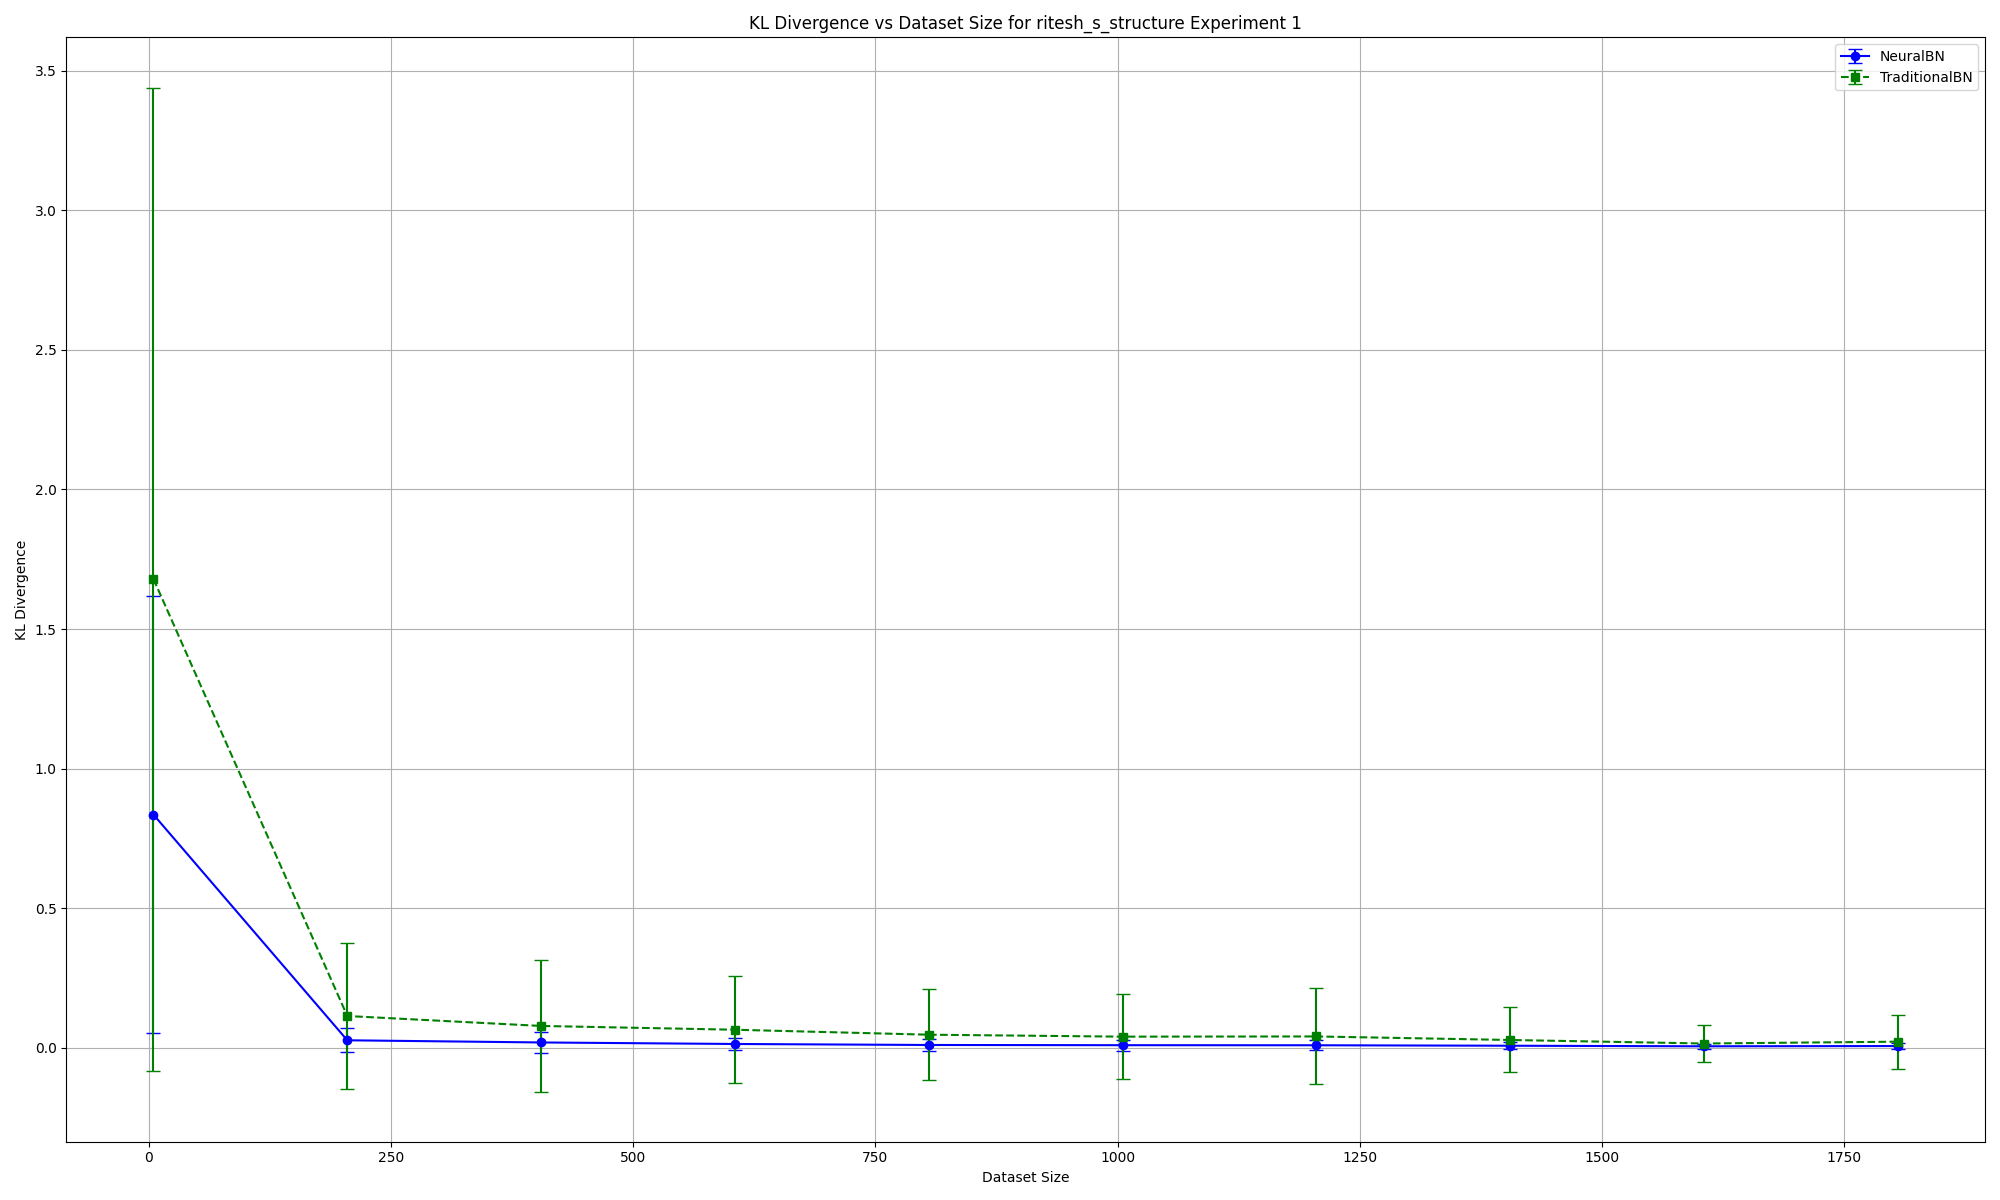 KL Divergence vs Dataset Size for ritesh_s_structure Experiment 1
NeuralBN
TraditionalBN
3.5
3.0
2.5
2.0
1.5
1.0
0.5
0.0
KL Divergence
0 250 500 750 1000 1250 1500 1750
Dataset Size